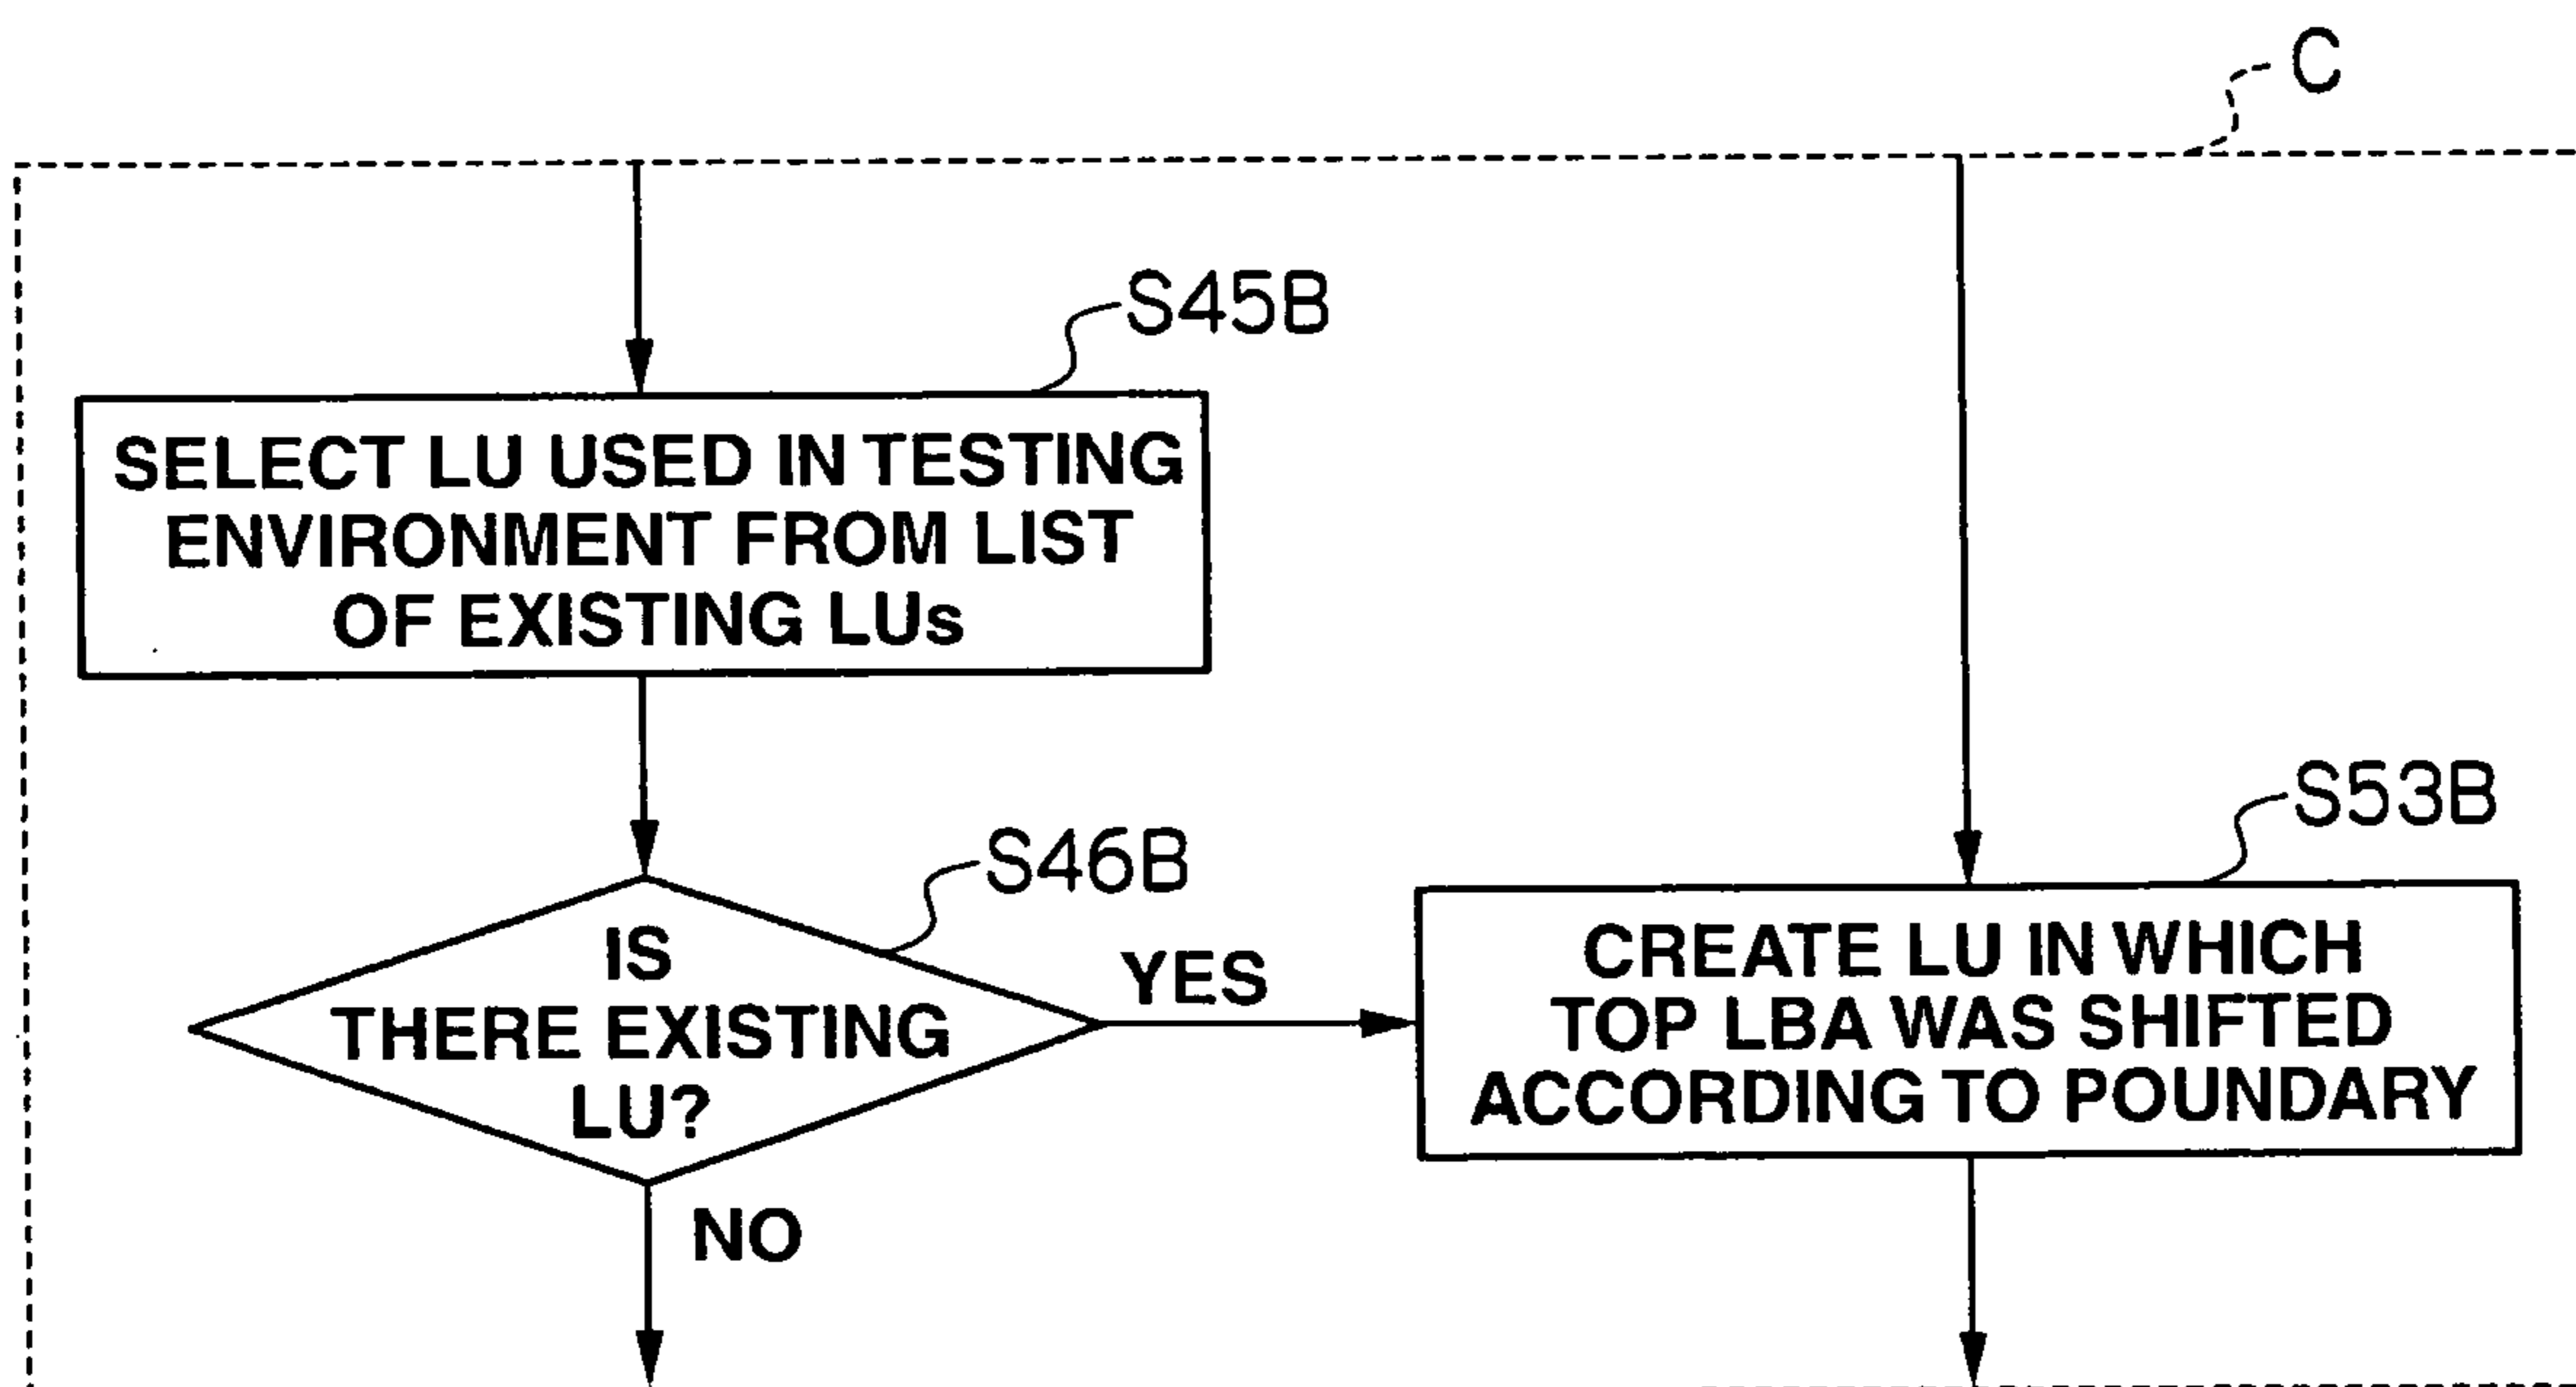 C
S45B
SELECT LU USED IN TESTING
ENVIRONMENT FROM LIST
OF EXISTING LUs
S46B
IS
THERE EXISTING
LU?
YES
NO
S53B
CREATE LU IN WHICH
TOP LBA WAS SHIFTED
ACCORDING TO POUNDARY